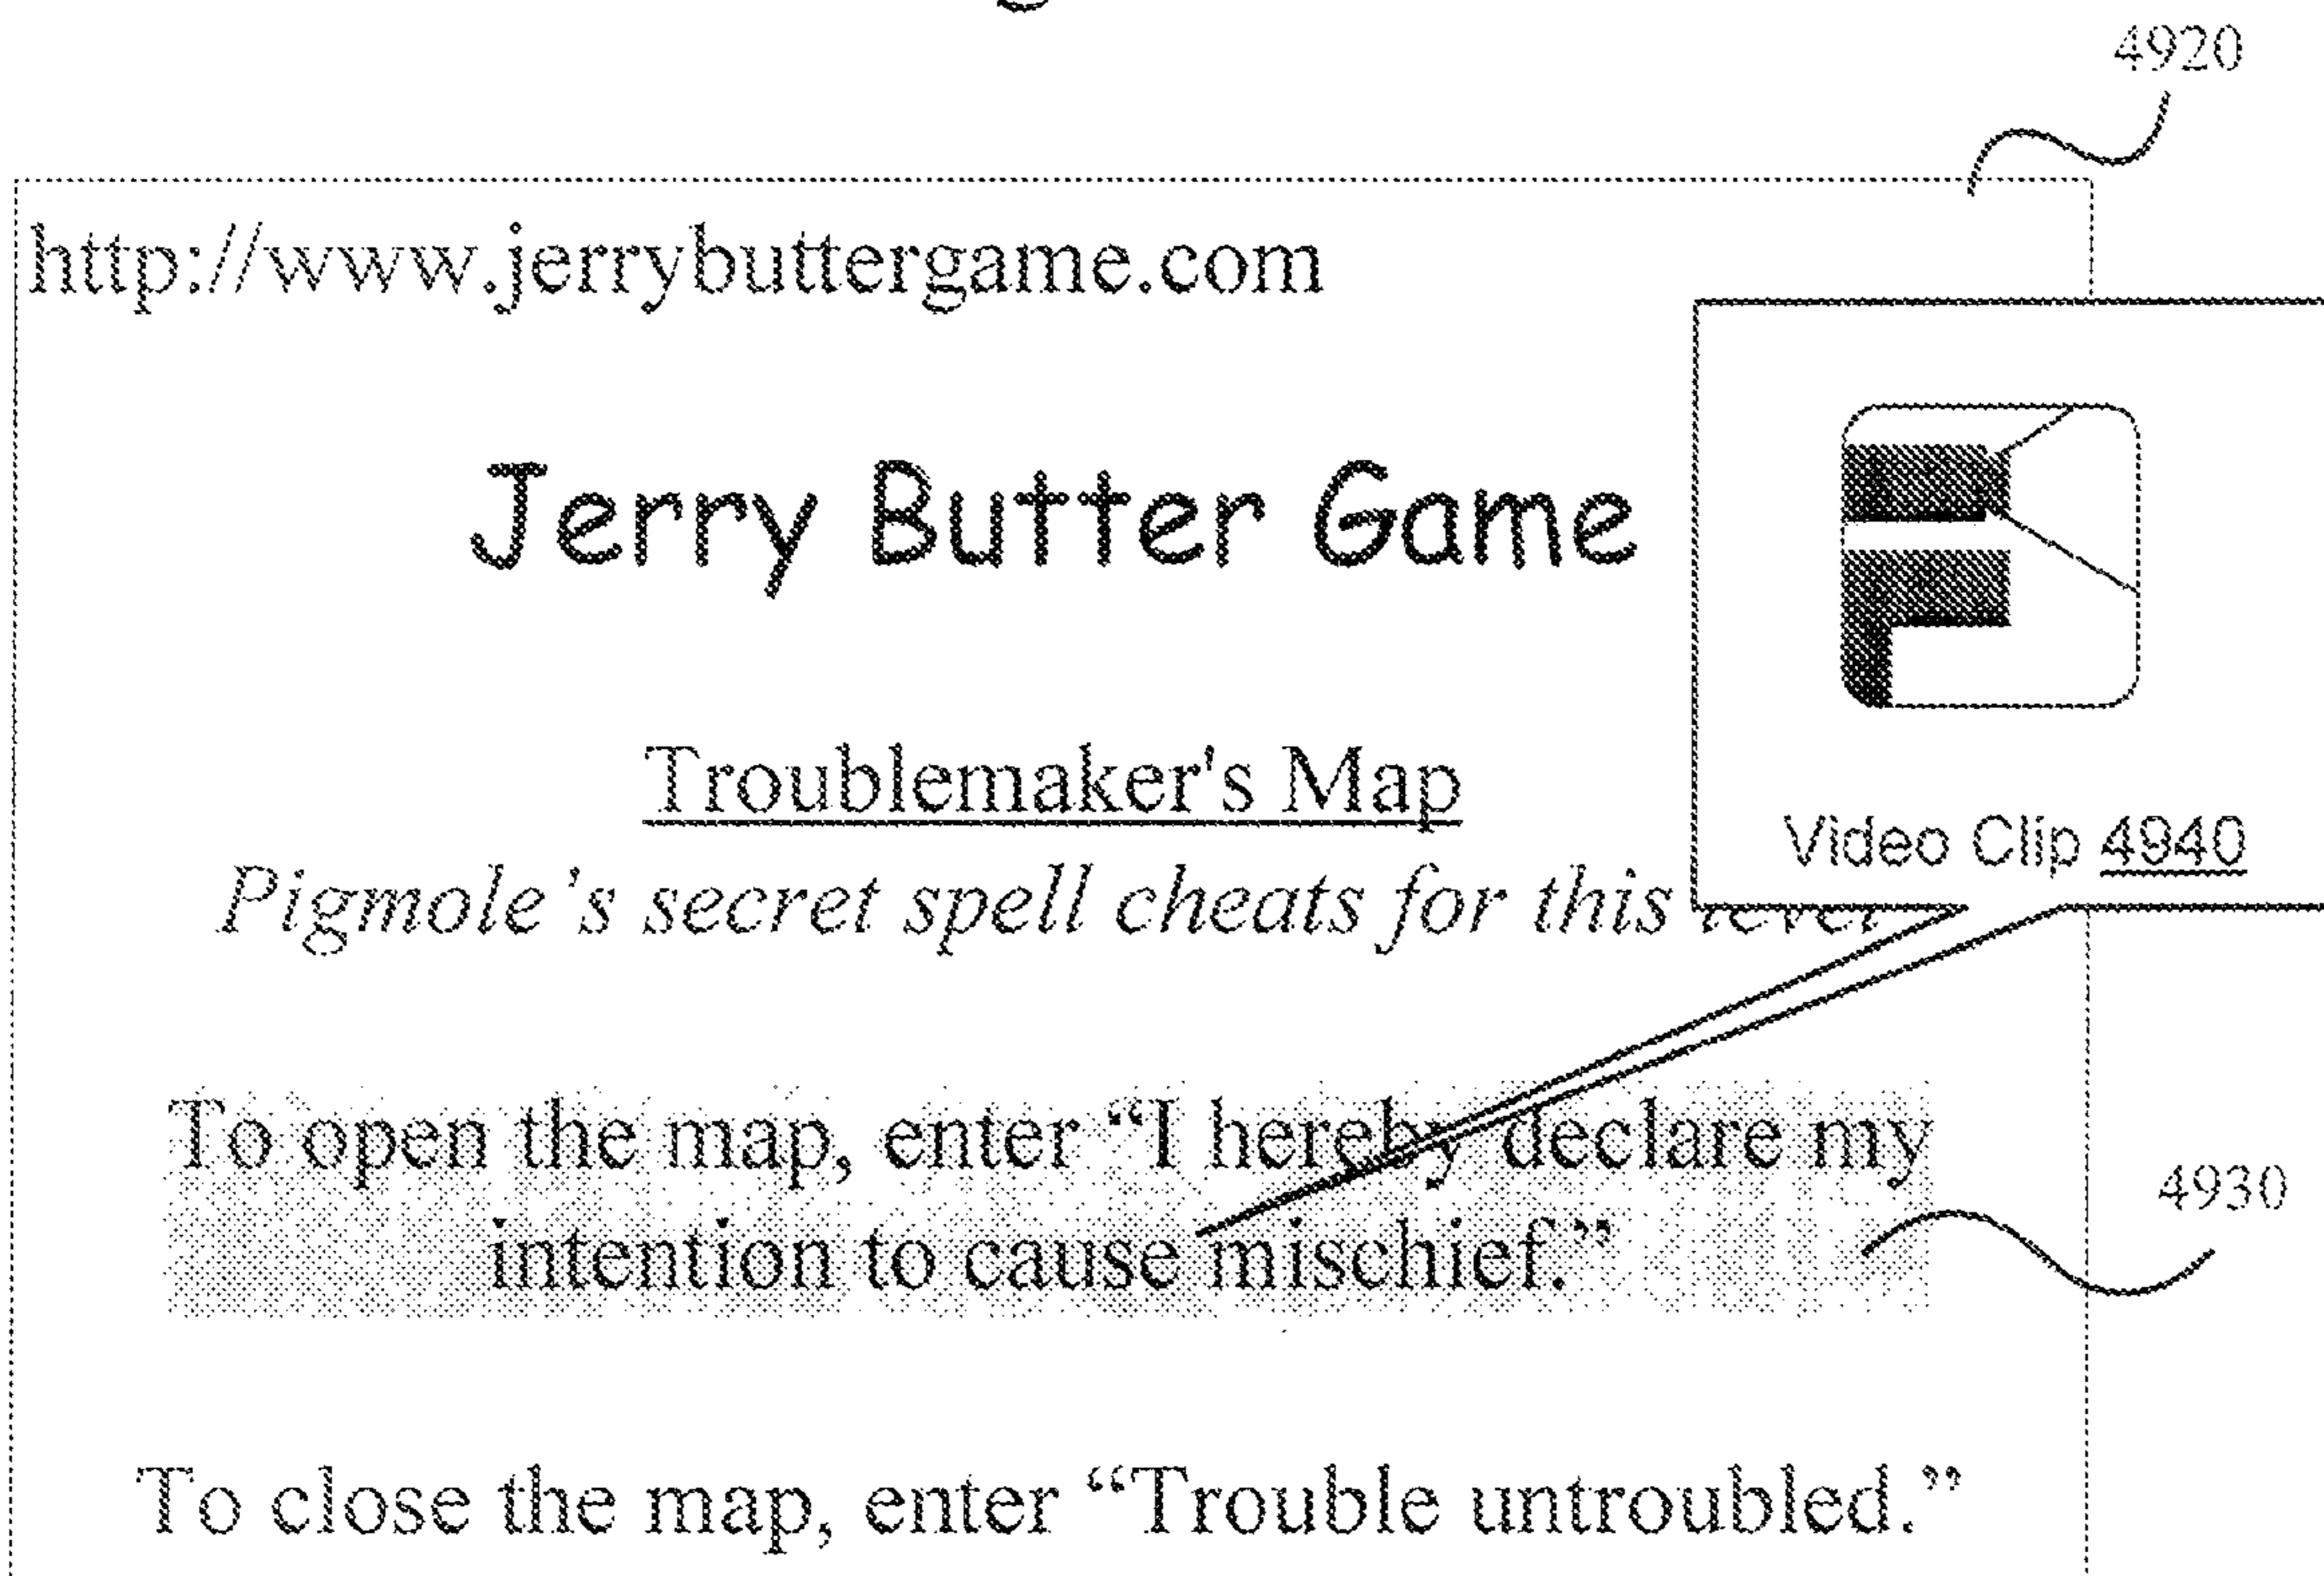 4920
http://www.jerrybuttergame.com
Jerry Butter Game
Troublemaker's Map
Video Clip 4940
Pigmole's secret spell cheats for this
To open the map, enter “I hereby declare my
4930
intention to cause mischief.”
To close the map, enter “Trouble untroubled.”